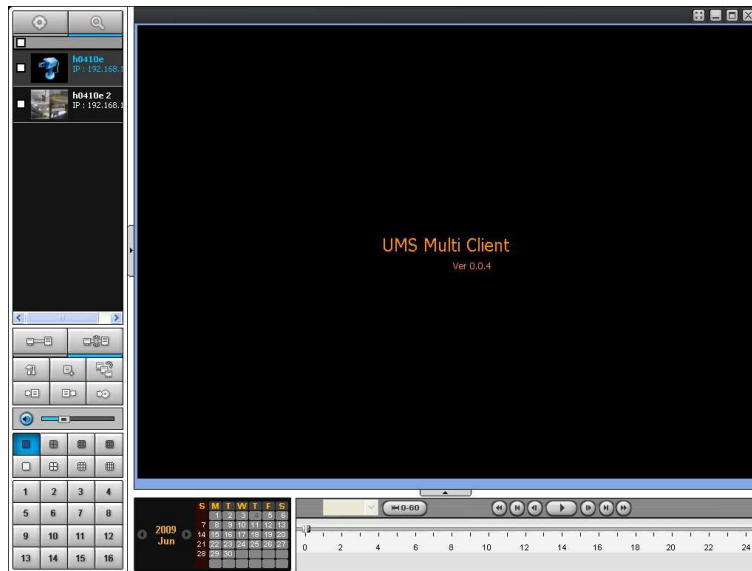 h0410e
IP : 192.168.1
h0410e 2
IP : 192.168.1
UMS Multi Client
Ver 0.0.4
1 2 3 4
5 6 7 8
9 10 11 12
13 14 15 16
2009
Jun
S M T W T F S
1 2 3 4 5 6
7 8 9 10 11 12 13
14 15 16 17 18 19 20
21 22 23 24 25 26 27
28 29 30
0-60
0 2 4 6 8 10 12 14 16 18 20 22 24